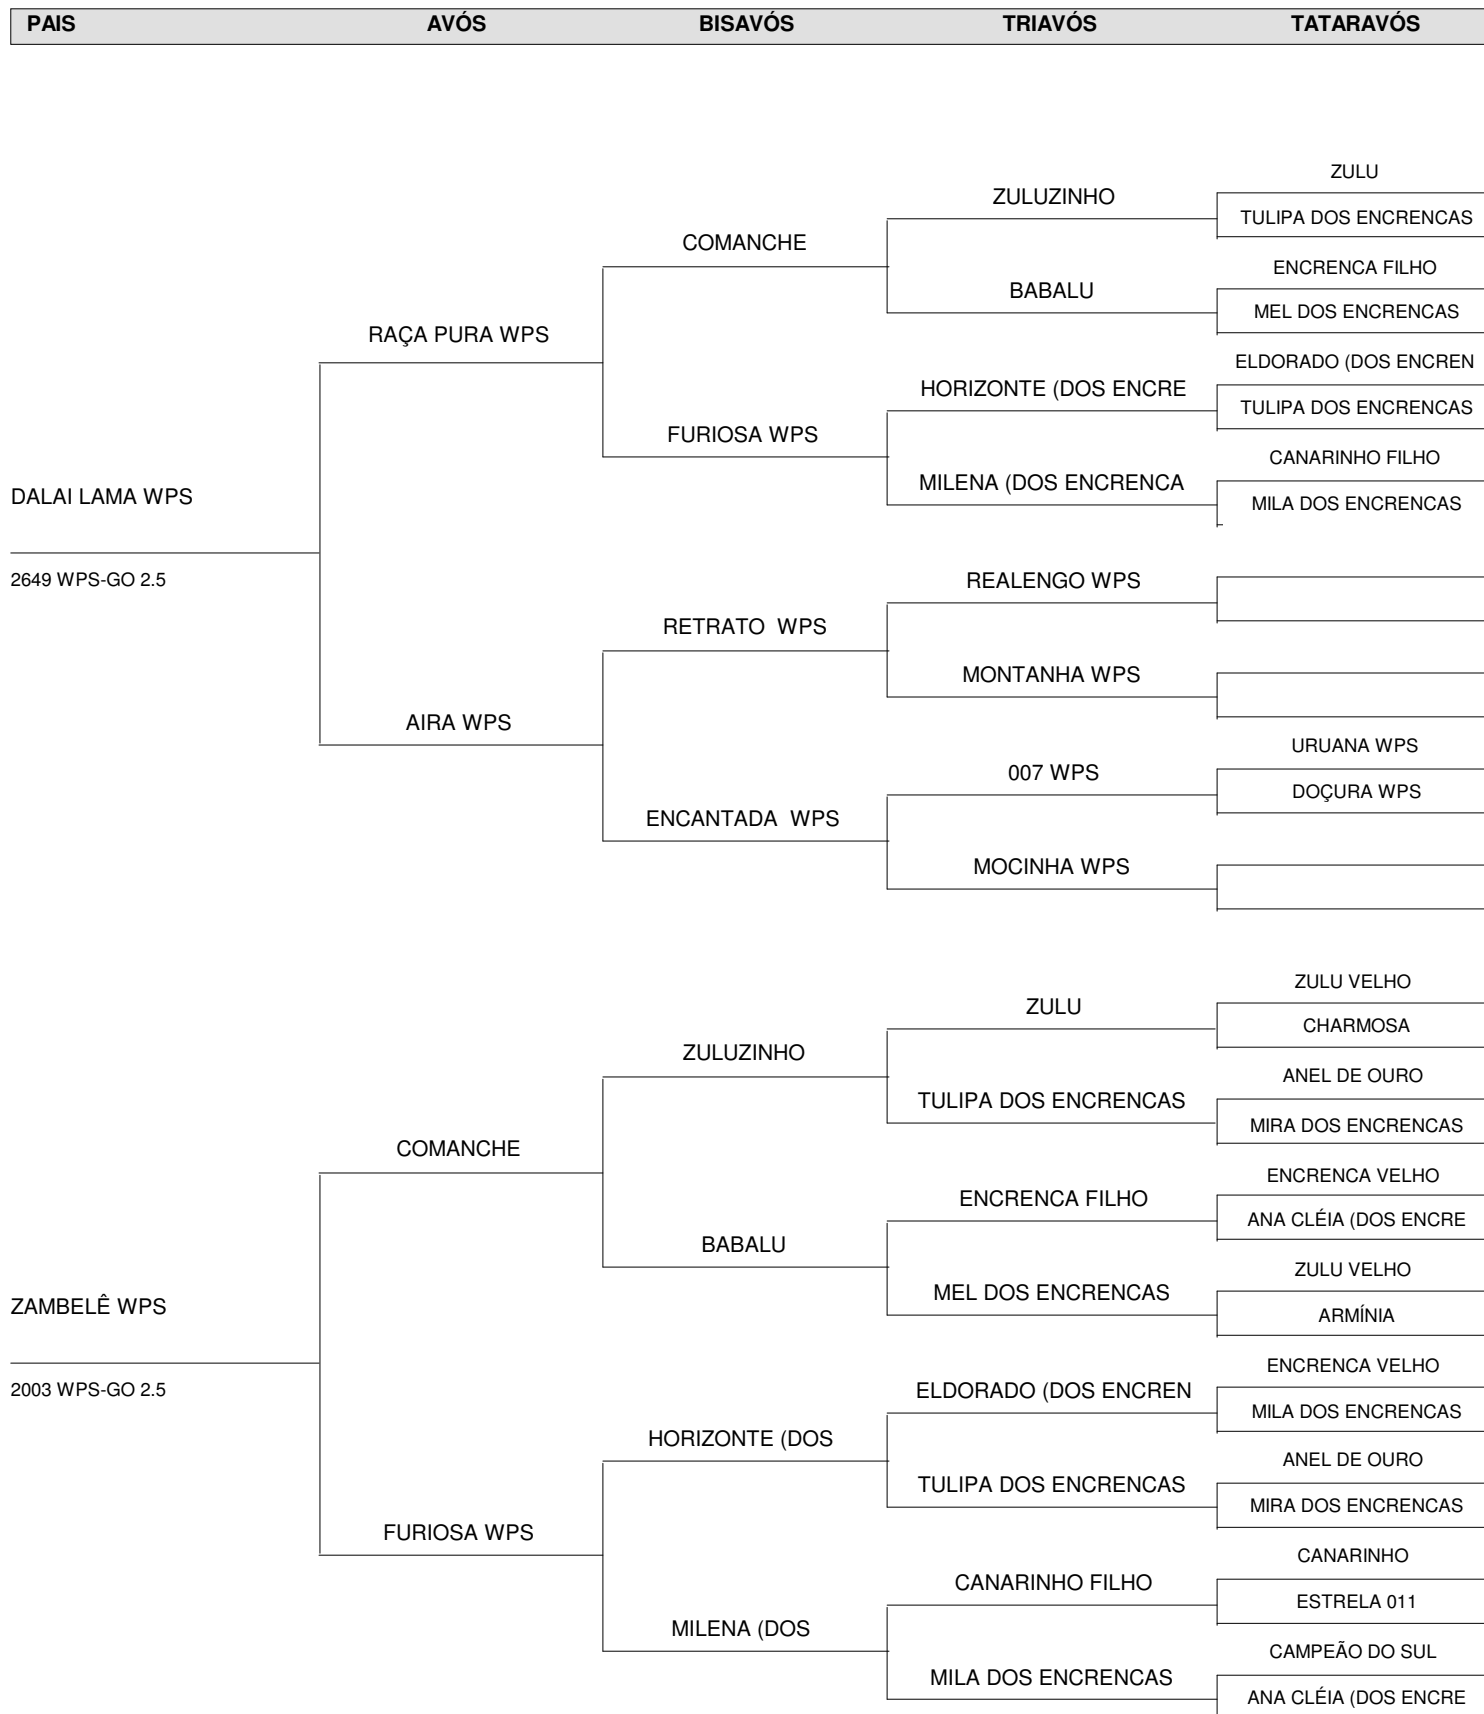 PAIS AVÓS BISAVÓS TRIAVÓS TATARAVÓS
ZULU
ZULUZINHO
TULIPA DOS ENCRENCAS
COMANCHE
ENCRENCA FILHO
BABALU
MEL DOS ENCRENCAS
RAÇA PURA WPS
ELDORADO (DOS ENCREN
HORIZONTE (DOS ENCRE
TULIPA DOS ENCRENCAS
FURIOSA WPS
CANARINHO FILHO
MILENA (DOS ENCRENCA
DALAI LAMA WPS
MILA DOS ENCRENCAS
2649 WPS-GO 2.5
REALENGO WPS
RETRATO WPS
MONTANHA WPS
AIRA WPS
URUANA WPS
007 WPS
DOÇURA WPS
ENCANTADA WPS
MOCINHA WPS
ZULU VELHO
ZULU
CHARMOSA
ZULUZINHO
ANEL DE OURO
TULIPA DOS ENCRENCAS
MIRA DOS ENCRENCAS
COMANCHE
ENCRENCA VELHO
ENCRENCA FILHO
ANA CLÉIA (DOS ENCRE
BABALU
ZULU VELHO
MEL DOS ENCRENCAS
ZAMBELÊ WPS
ARMÍNIA
ENCRENCA VELHO
2003 WPS-GO 2.5
ELDORADO (DOS ENCREN
MILA DOS ENCRENCAS
HORIZONTE (DOS
ANEL DE OURO
TULIPA DOS ENCRENCAS
MIRA DOS ENCRENCAS
FURIOSA WPS
CANARINHO
CANARINHO FILHO
ESTRELA 011
MILENA (DOS
CAMPEÃO DO SUL
MILA DOS ENCRENCAS
ANA CLÉIA (DOS ENCRE